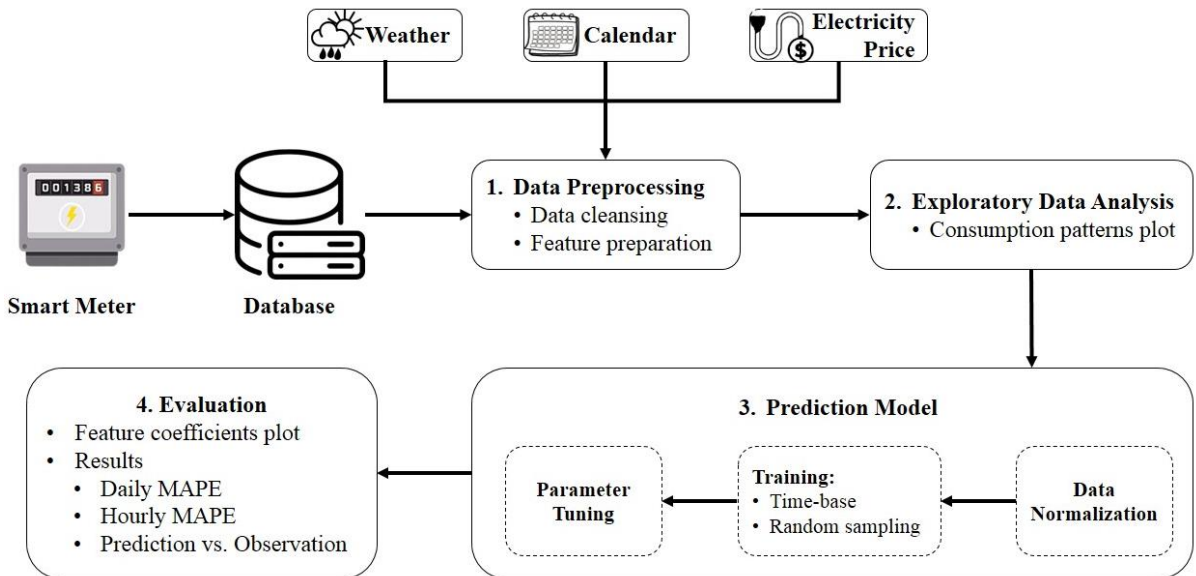 Weather
Calendar
Electricity
Price
001386
1. Data Preprocessing
• Data cleansing
• Feature preparation
2. Exploratory Data Analysis
• Consumption patterns plot
Smart Meter
Database
4. Evaluation
• Feature coefficients plot
• Results
• Daily MAPE
• Hourly MAPE
• Prediction vs. Observation
3. Prediction Model
Parameter
Tuning
Training:
• Time-base
• Random sampling
Data
Normalization